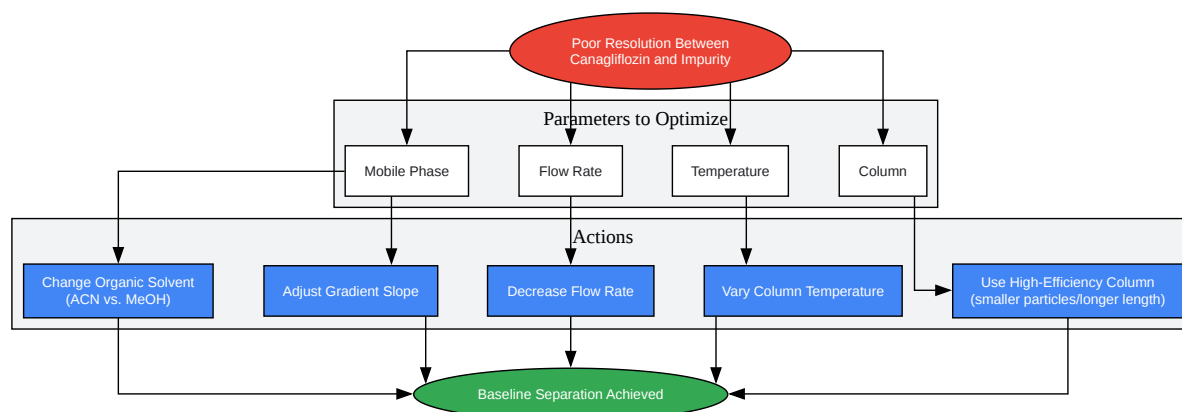 Poor Resolution Between
Canagliflozin and Impurity
Parameters to Optimize
Mobile Phase
Flow Rate
Temperature
Column
Actions
Change Organic Solvent
(ACN vs. MeOH)
Adjust Gradient Slope
Decrease Flow Rate
Vary Column Temperature
Use High-Efficiency Column
(smaller particles/longer length)
Baseline Separation Achieved